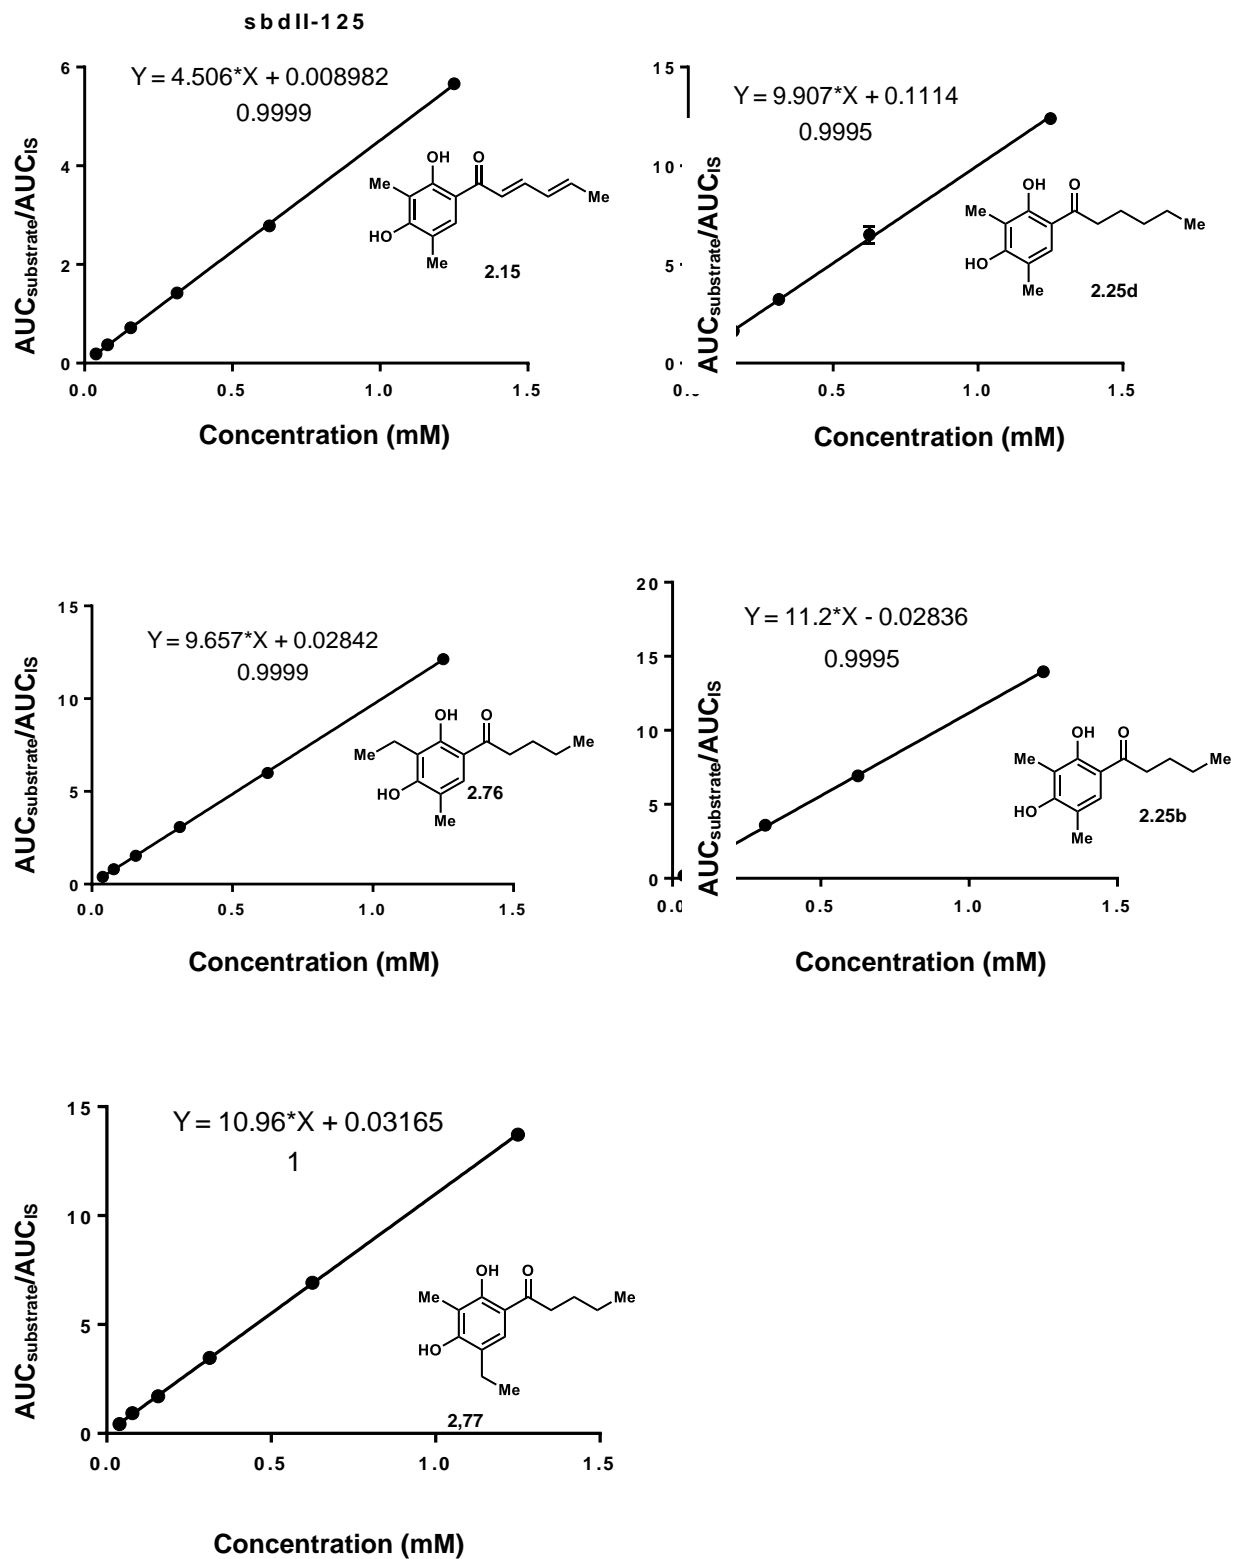 sbdII-125
6
4
2
0
0.0
0.5
1.0
1.5
Y = 4.506*X + 0.008982
0.9999
AUCsubstrate/AUCIS
Concentration (mM)
OH
O
Me
Me
HO
Me
2.15
15
10
5
0
0.5
1.0
1.5
Y = 9.907*X + 0.1114
0.9995
AUCsubstrate/AUCIS
Concentration (mM)
OH
O
Me
Me
HO
Me
2.25d
15
10
5
0
0.0
0.5
1.0
1.5
Y = 9.657*X + 0.02842
0.9999
AUCsubstrate/AUCIS
Concentration (mM)
OH
O
Me
Me
HO
2.76
Me
20
15
10
5
0
0.0
0.5
1.0
1.5
Y = 11.2*X - 0.02836
0.9995
AUCsubstrate/AUCIS
Concentration (mM)
OH
O
Me
Me
HO
Me
2.25b
15
10
5
0
0.0
0.5
1.0
1.5
Y = 10.96*X + 0.03165
1
AUCsubstrate/AUCIS
Concentration (mM)
OH
O
Me
Me
HO
Me
2,77